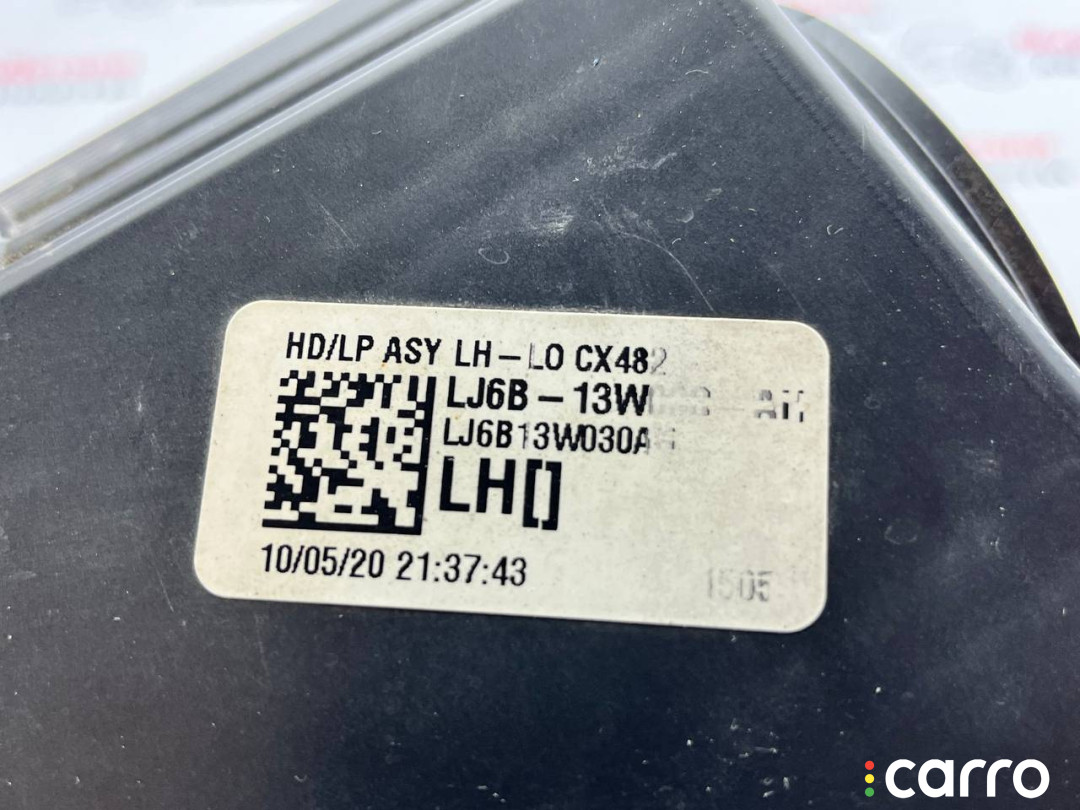 HD/LP ASY LH-LO CX482
LJ6B-13W
LJ6B13W030A
LH[]
10/05/20 21:37:43
1505
carro